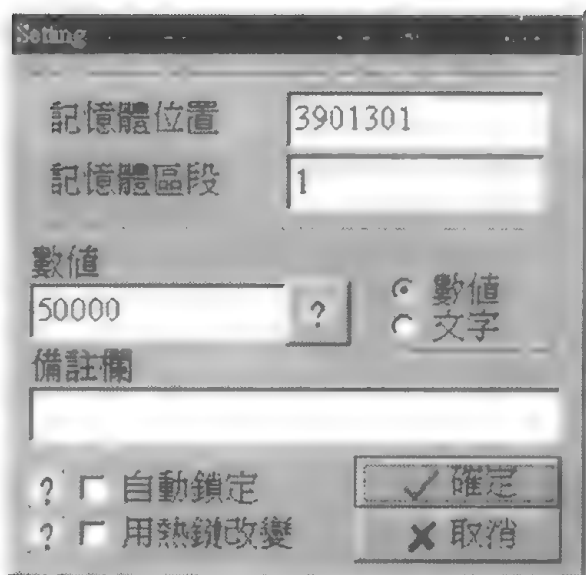 Setting
記憶體位置 3901301
記憶體區段 1
數值
50000 ? 數值
文字
備註欄
? 自動鎖定 確定
? 用熱鍵改變 取消